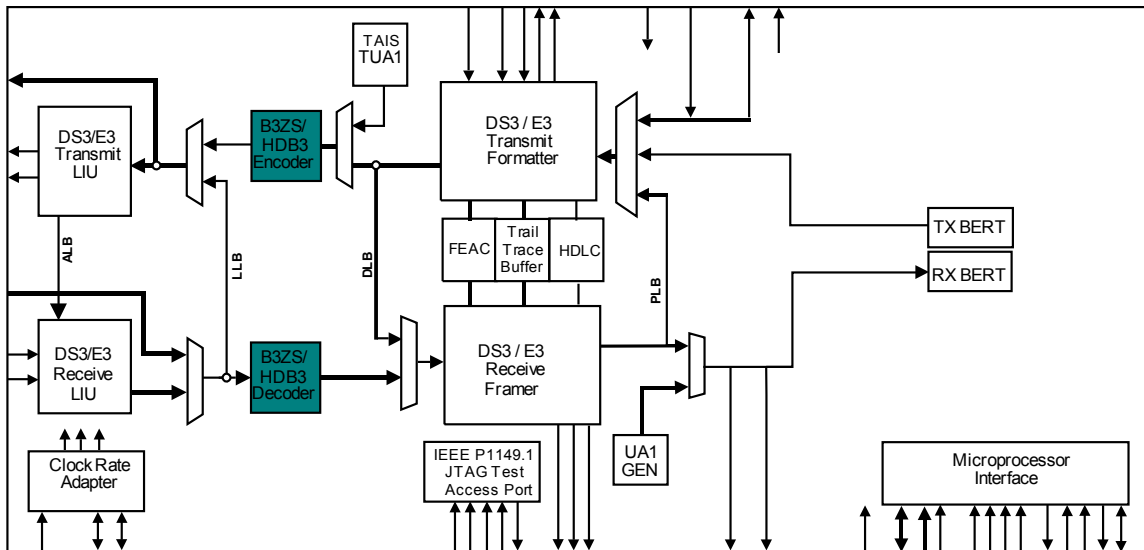 TAIS
TUA1
DS3/E3
Transmit
LIU
B3ZS/
HDB3
Encoder
DS3 / E3
Transmit
Formatter
TX BERT
RX BERT
FEAC
Trail
Trace
Buffer
HDLC
ALB
LLB
DLB
PLB
DS3/E3
Receive
LIU
B3ZS/
HDB3
Decoder
DS3 / E3
Receive
Framer
UA1
GEN
Clock Rate
Adapter
IEEE P1149.1
JTAG Test
Access Port
Microprocessor
Interface